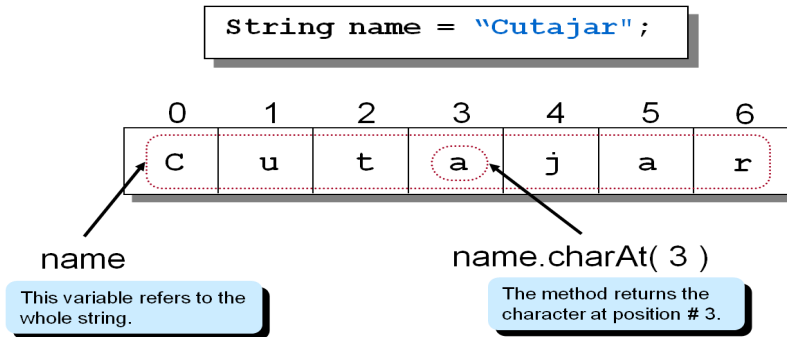 String name = “Cutajar";
0 1 2 3 4 5 6
C u t a j a r
name
name.charAt( 3 )
This variable refers to the
whole string.
The method returns the
character at position # 3.